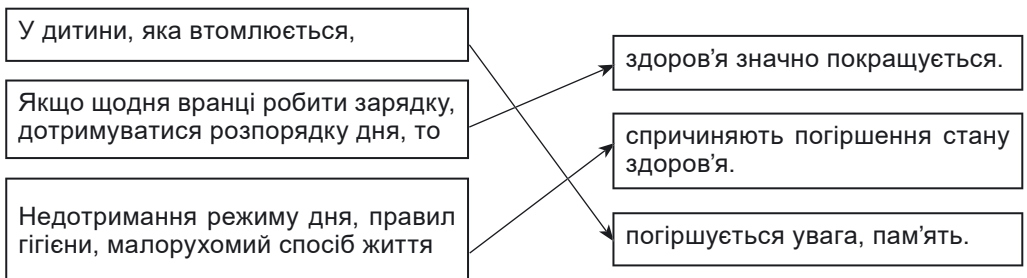 У дитини, яка втомлюється,
Якщо щодня вранці робити зарядку,
дотримуватися розпорядку дня, то
Недотримання режиму дня, правил
гігієни, малорухомий спосіб життя
здоров'я значно покращується.
спричиняють погіршення стану
здоров'я.
погіршується увага, пам'ять.